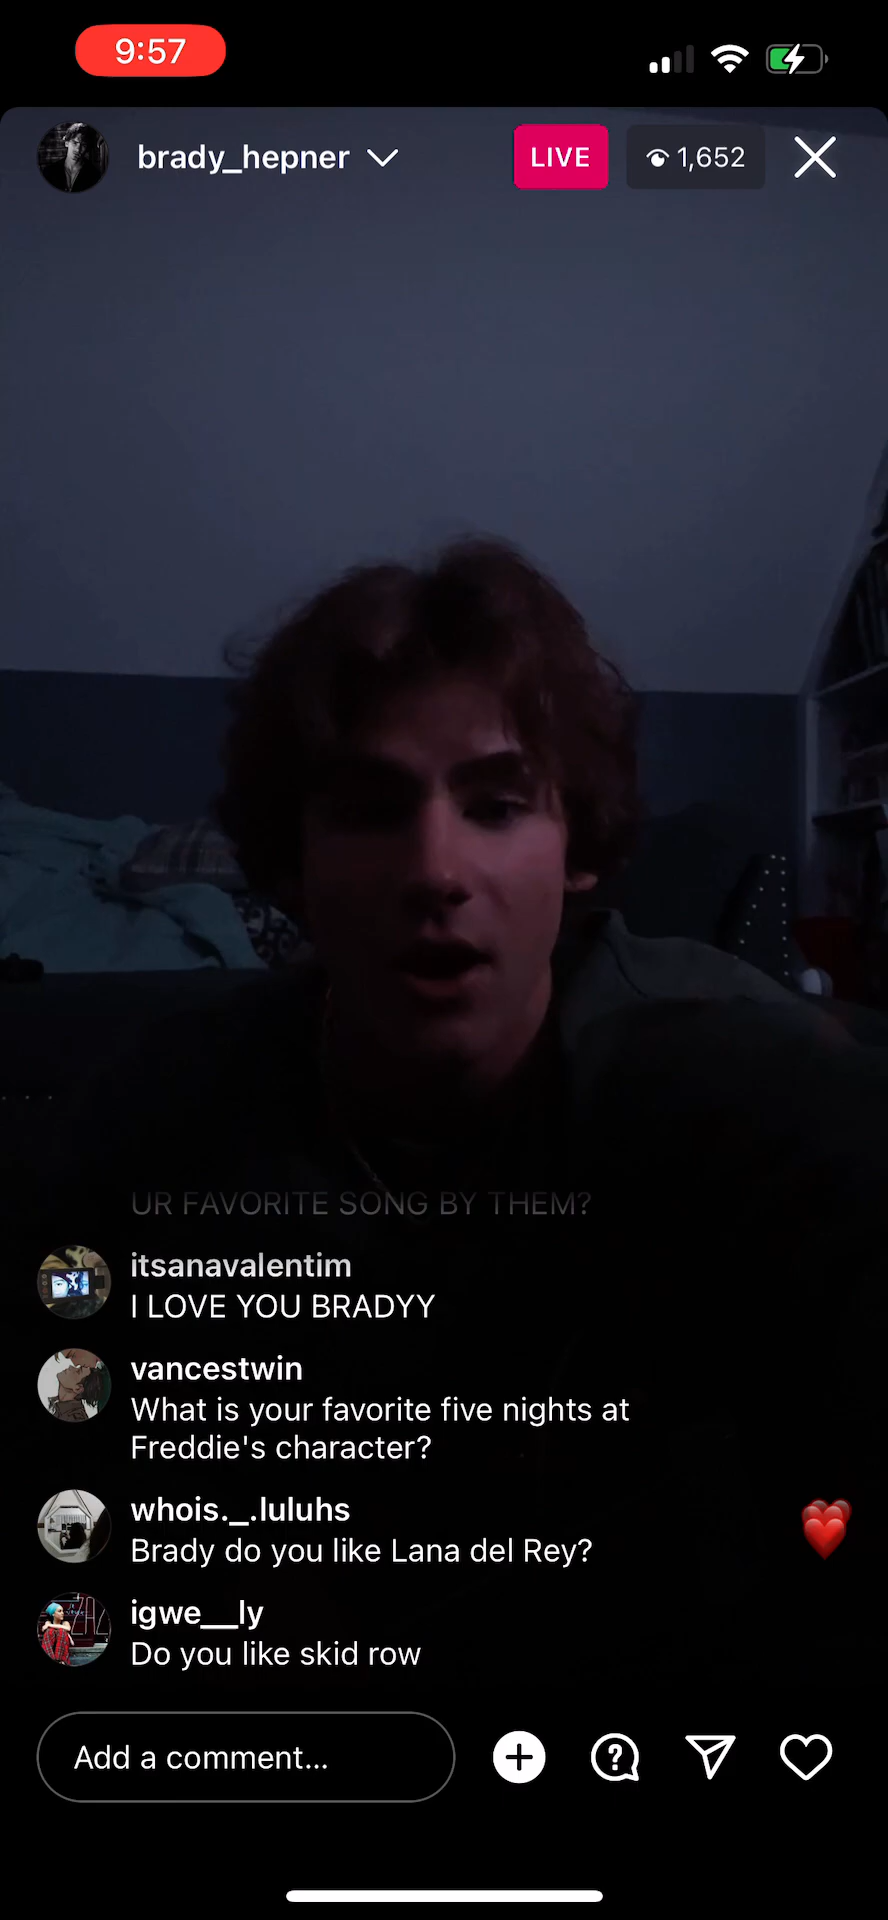 9:57
brady_hepner
LIVE
1,652
UR FAVORITE SONG BY THEM?
itsanavalentim
I LOVE YOU BRADYY
vancestwin
What is your favorite five nights at
Freddie's character?
whois._.luluhs
Brady do you like Lana del Rey?
igwe__ly
Do you like skid row
Add a comment...